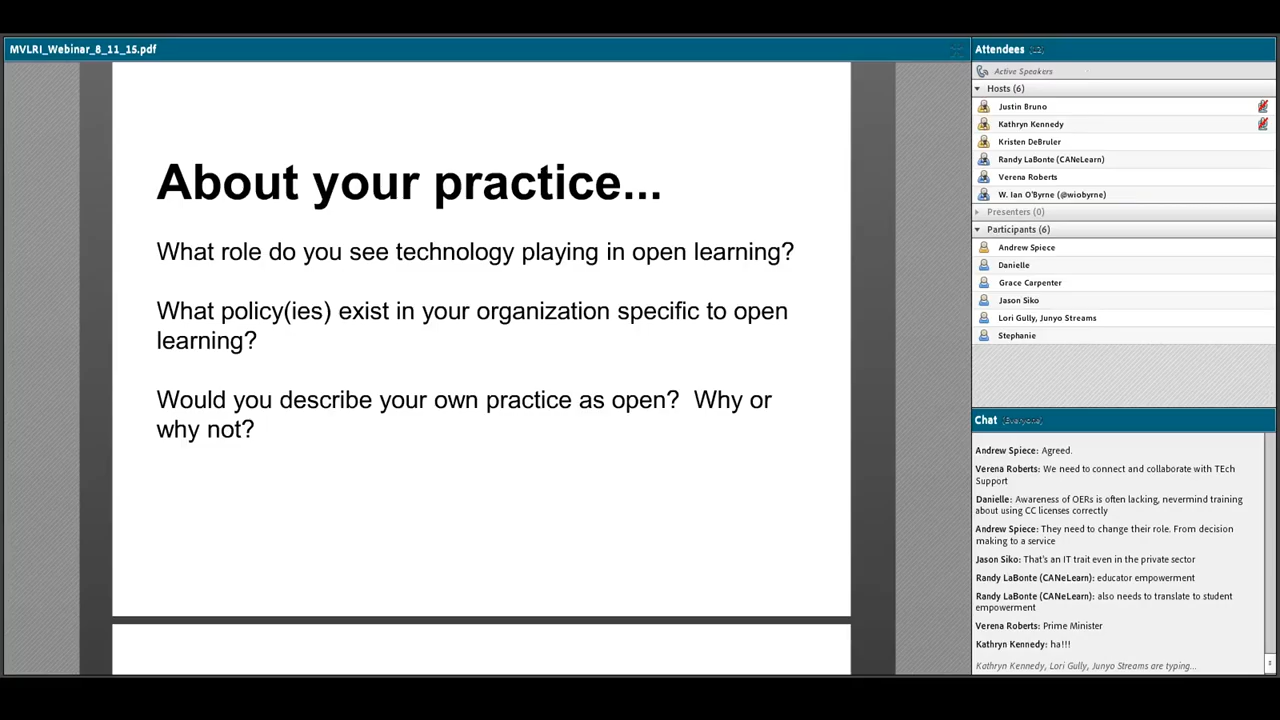 MVLRI_Webinar_8_11_15.pdf
About your practice...
What role do you see technology playing in open learning?
What policy(ies) exist in your organization specific to open
learning?
Would you describe your own practice as open?  Why or
why not?
Attendees (12)
Active Speakers
Hosts (6)
Justin Bruno
Kathryn Kennedy
Kristen DeBruler
Randy LaBonte (CANeLearn)
Verena Roberts
W. Ian O'Byrne (@wiobyrne)
Presenters (0)
Participants (6)
Andrew Spiece
Danielle
Grace Carpenter
Jason Siko
Lori Gully, Junyo Streams
Stephanie
Chat (Everyone)
Andrew Spiece: Agreed.
Verena Roberts: We need to connect and collaborate with TEch
Support
Danielle: Awareness of OERs is often lacking, nevermind training
about using CC licenses correctly
Andrew Spiece: They need to change their role. From decision
making to a service
Jason Siko: That's an IT trait even in the private sector
Randy LaBonte (CANeLearn): educator empowerment
Randy LaBonte (CANeLearn): also needs to translate to student
empowerment
Verena Roberts: Prime Minister
Kathryn Kennedy: ha!!!
Kathryn Kennedy, Lori Gully, Junyo Streams are typing...